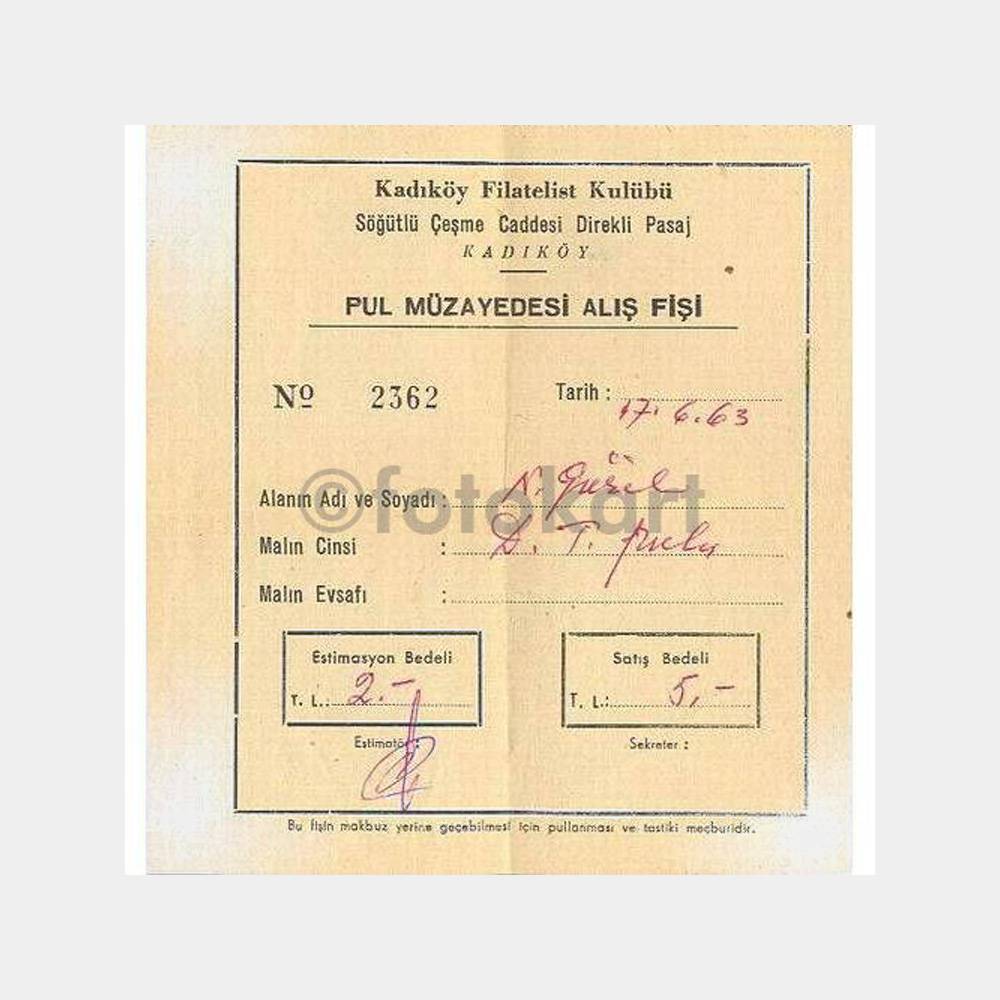 Kadıköy Filatelist Kulübü
Söğütlü Çeşme Caddesi Direkli Pasaj
KADIKÖY
PUL MÜZAYEDESİ ALIŞ FİŞİ
Nº 2362 Tarih : 17.6.63
Alanın Adı ve Soyadı : N. Gürel
©fotokart
Malın Cinsi : D. T. pulu
Malın Evsafı :
Estimasyon Bedeli Satış Bedeli
T. L.: 2.- T. L.: 5,-
Estimatör : Sekreter :
Bu fişin makbuz yerine geçebilmesi için pullanması ve tastiki mecburidir.